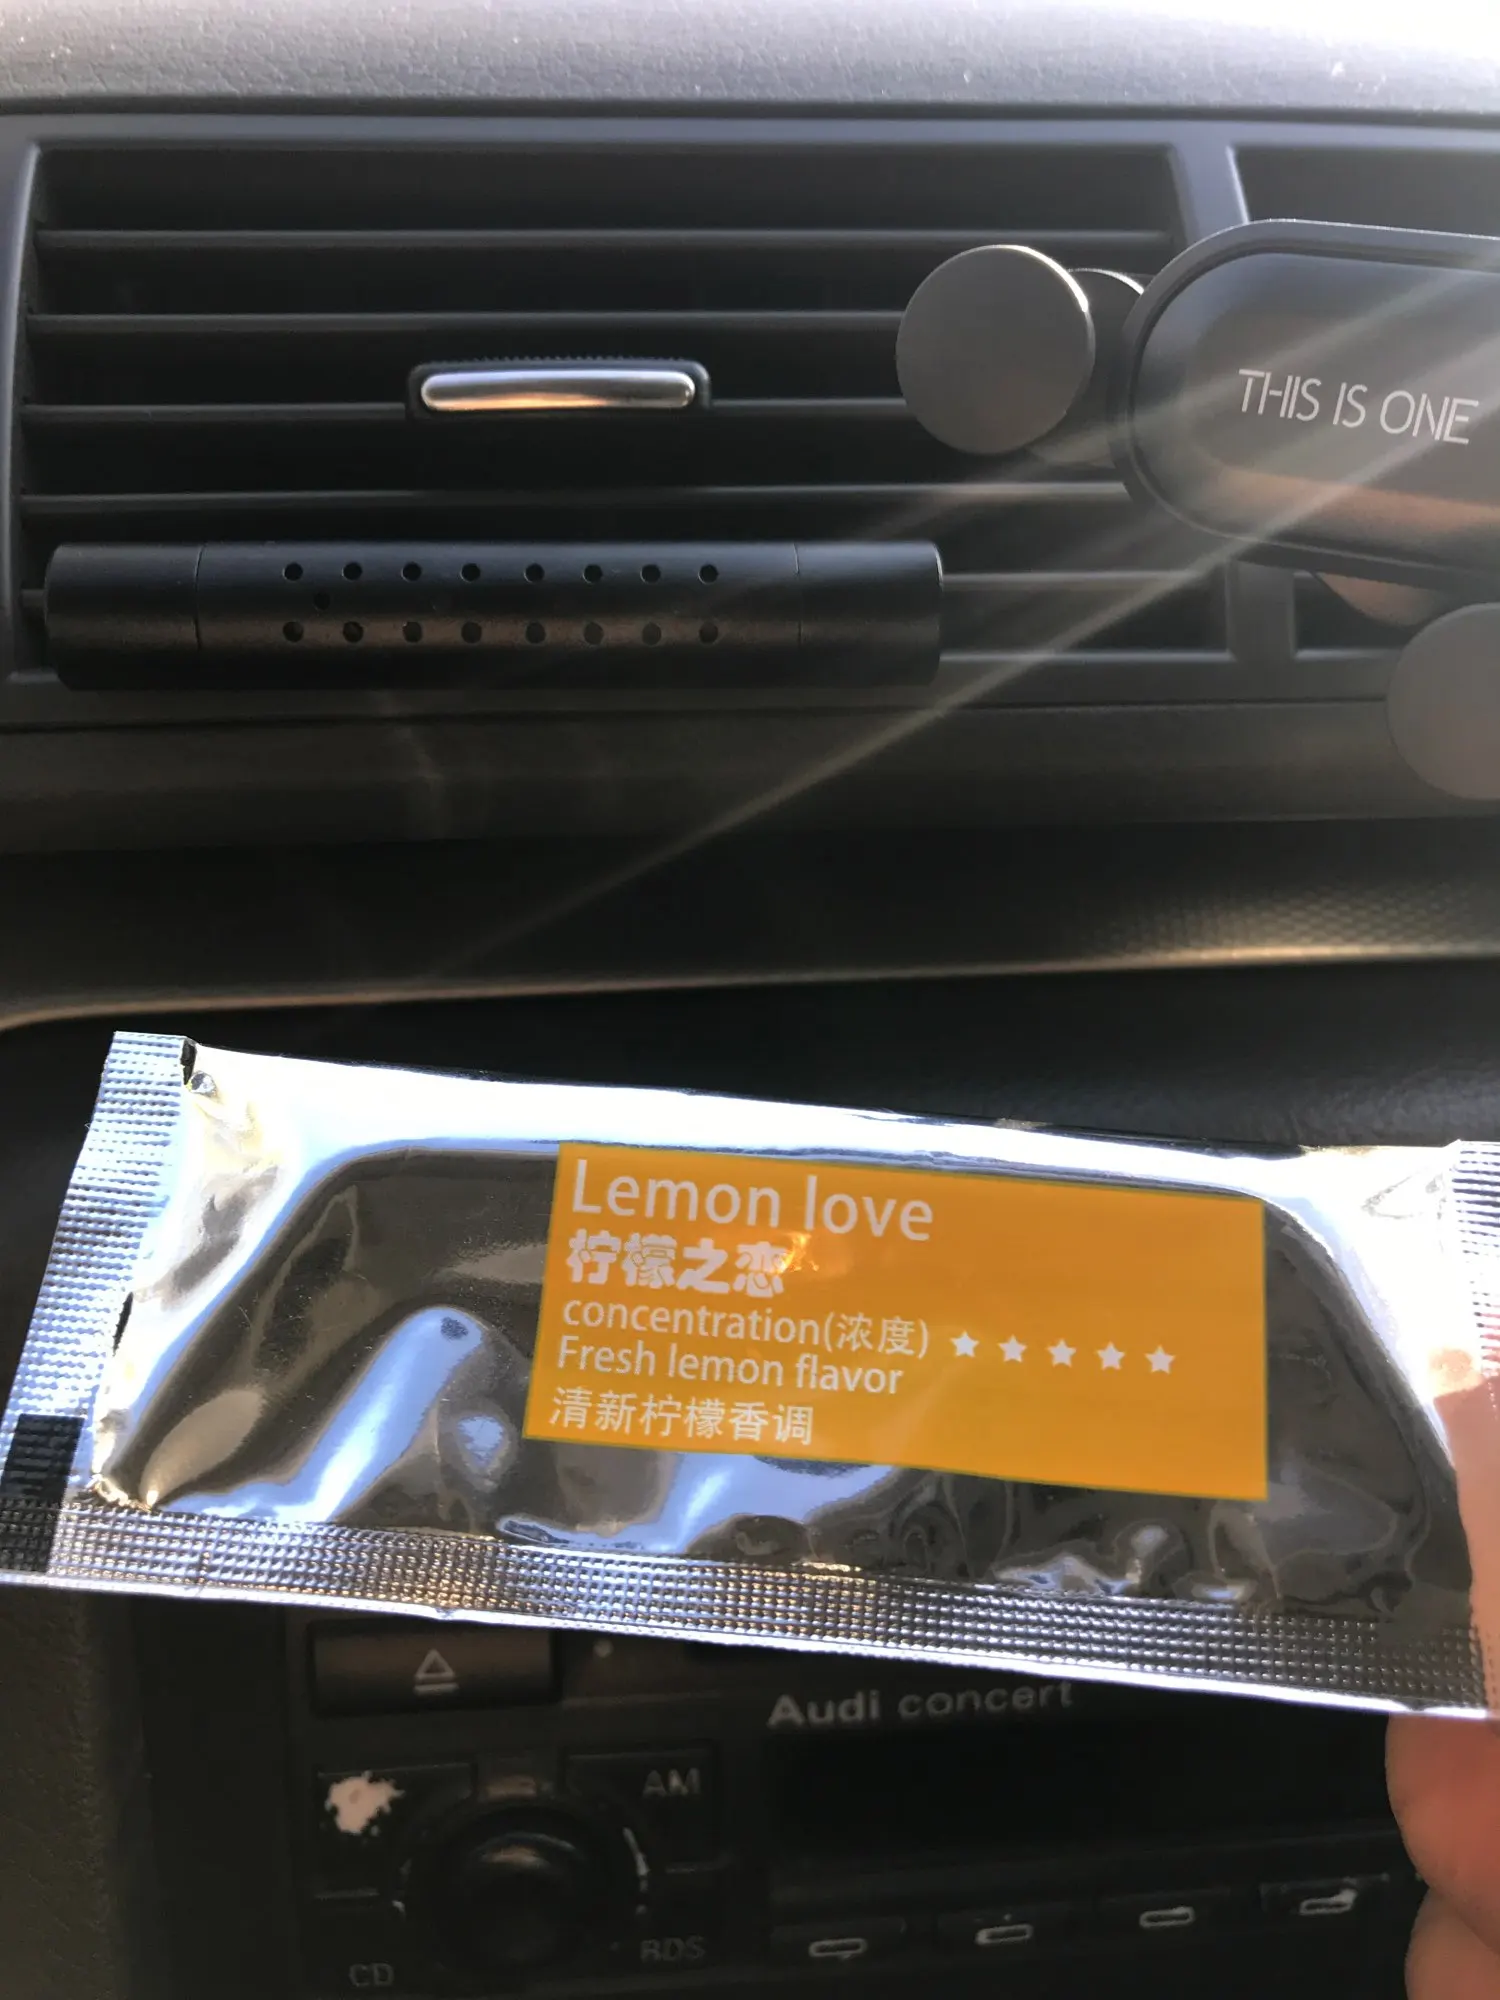 THIS IS ONE
Lemon love
柠檬之恋
concentration(浓度) ★★★★★
Fresh lemon flavor
清新柠檬香调
Audi concert
AM
CD
RDS